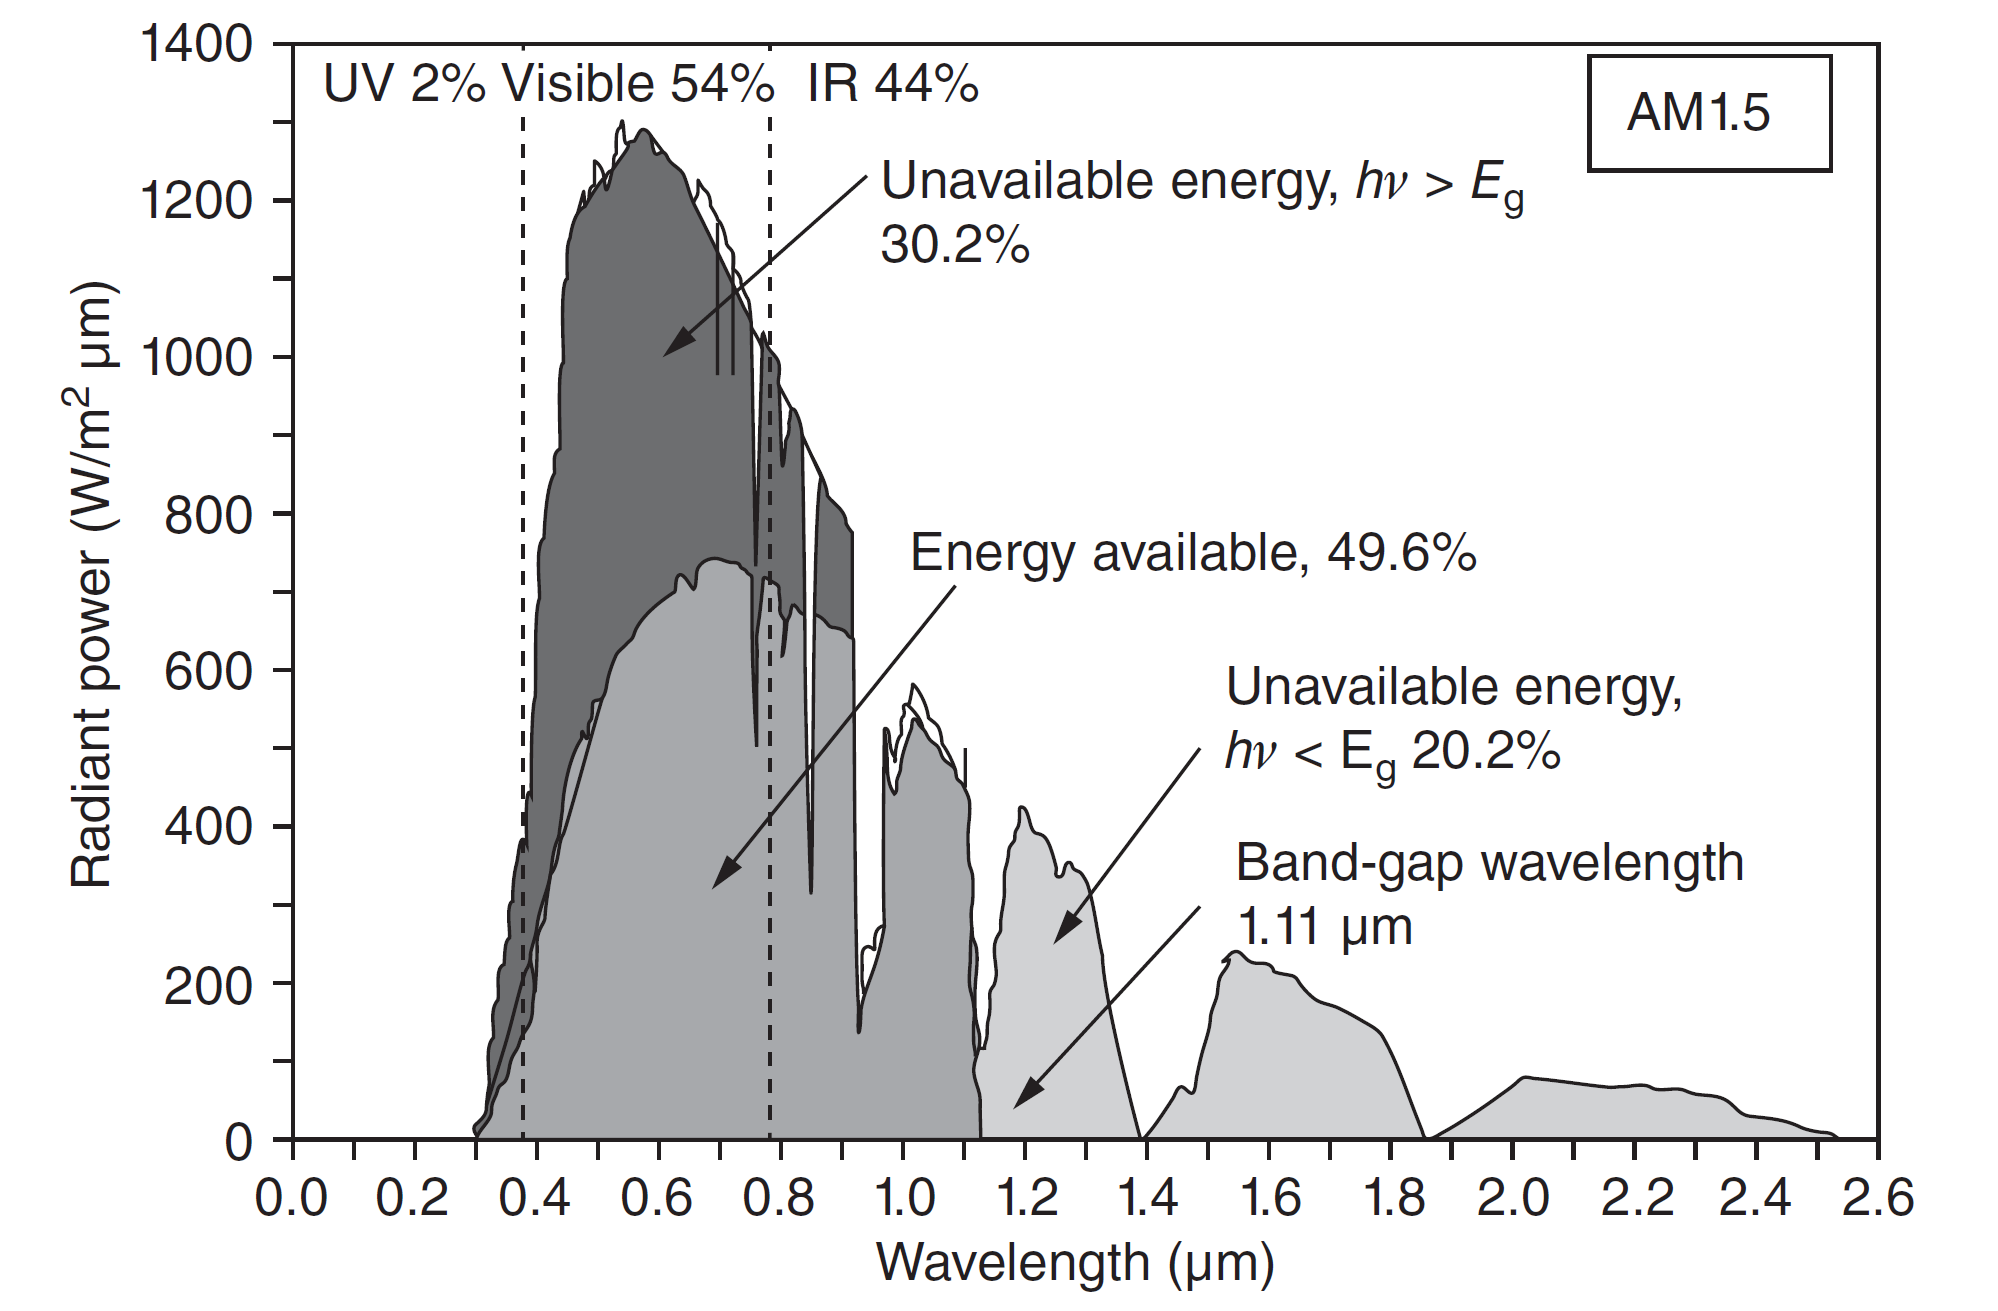 1400
UV 2% Visible 54% IR 44%
AM1.5
1200
Unavailable energy, hν > Eg
30.2%
1000
800
Energy available, 49.6%
600
Unavailable energy,
hν < Eg 20.2%
400
Band-gap wavelength
1.11 μm
200
0
Radiant power (W/m² μm)
0.0 0.2 0.4 0.6 0.8 1.0 1.2 1.4 1.6 1.8 2.0 2.2 2.4 2.6
Wavelength (μm)